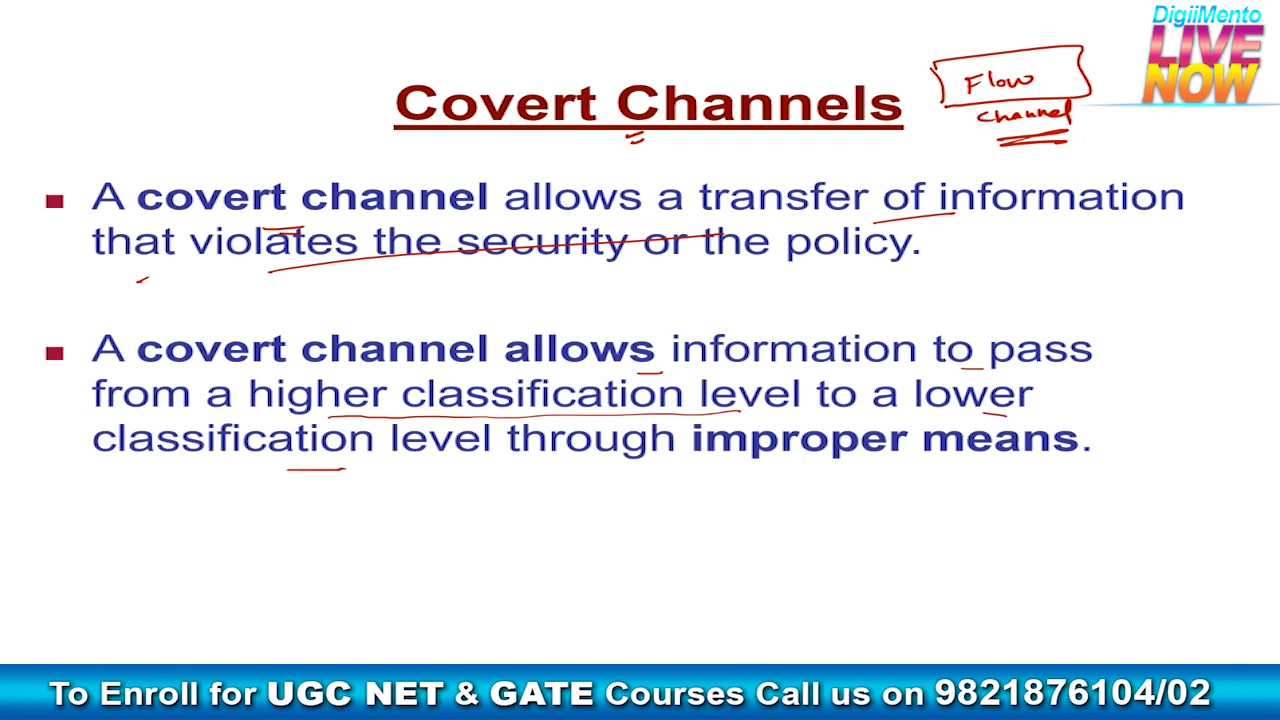 DigiiMento
LIVE
NOW
Covert Channels
Flow
Channel
A covert channel allows a transfer of information
that violates the security or the policy.
A covert channel allows information to pass
from a higher classification level to a lower
classification level through improper means.
To Enroll for UGC NET & GATE Courses Call us on 9821876104/02